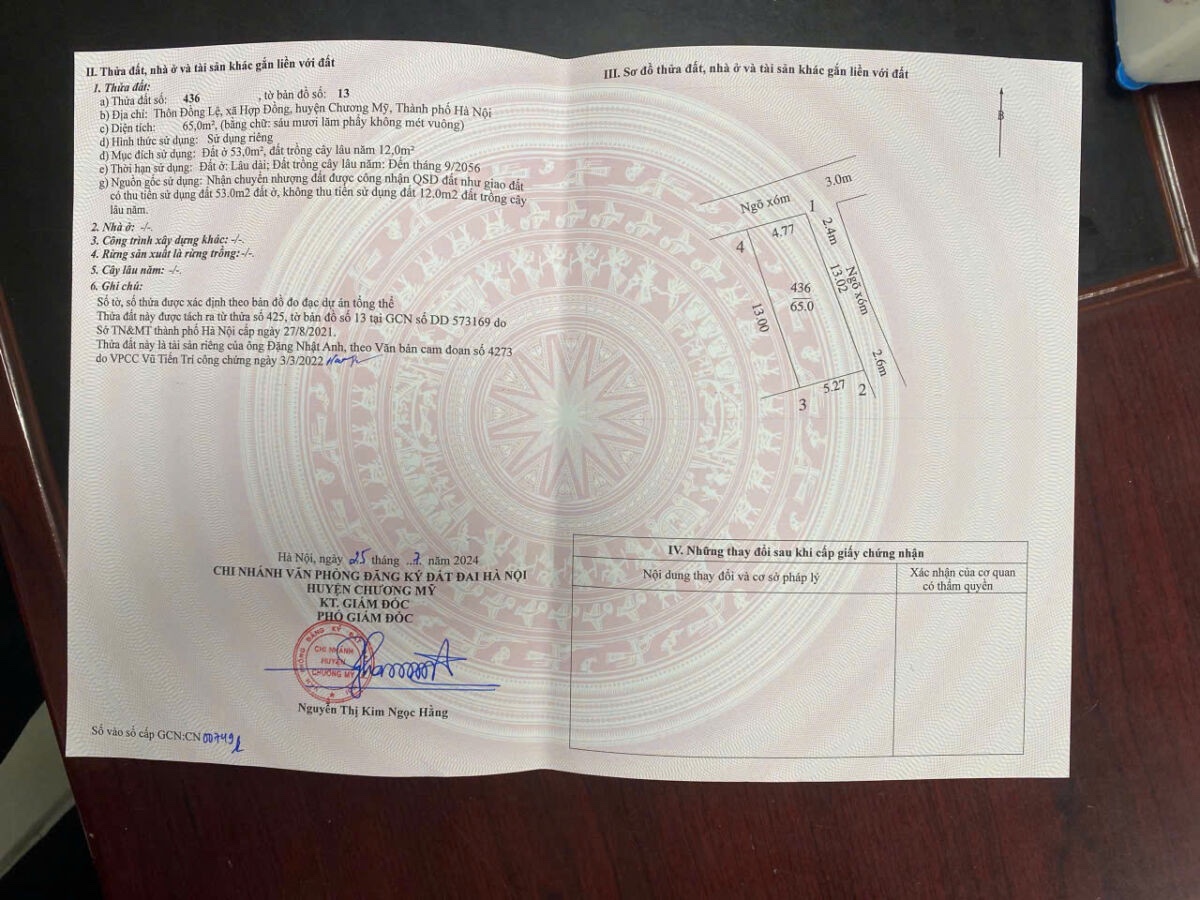 II. Thửa đất, nhà ở và tài sản khác gắn liền với đất
1. Thửa đất:
a) Thửa đất số: 436 , tờ bản đồ số: 13
b) Địa chỉ: Thôn Đồng Lệ, xã Hợp Đồng, huyện Chương Mỹ, Thành phố Hà Nội
c) Diện tích: 65,0m², (bằng chữ: sáu mươi lăm phẩy không mét vuông)
d) Hình thức sử dụng: Sử dụng riêng
đ) Mục đích sử dụng: Đất ở 53,0m², đất trồng cây lâu năm 12,0m²
e) Thời hạn sử dụng: Đất ở: Lâu dài; Đất trồng cây lâu năm: Đến tháng 9/2056
g) Nguồn gốc sử dụng: Nhận chuyển nhượng đất được công nhận QSD đất như giao đất
có thu tiền sử dụng đất 53.0m2 đất ở, không thu tiền sử dụng đất 12.0m2 đất trồng cây
lâu năm.
2. Nhà ở: -/-.
3. Công trình xây dựng khác: -/-.
4. Rừng sản xuất là rừng trồng:-/-.
5. Cây lâu năm: -/-.
6. Ghi chú:
Số tờ, số thửa được xác định theo bản đồ đo đạc dự án tổng thể
Thửa đất này được tách ra từ thửa số 425, tờ bản đồ số 13 tại GCN số DD 573169 do
Sở TN&MT thành phố Hà Nội cấp ngày 27/8/2021.
Thửa đất này là tài sản riêng của ông Đặng Nhật Anh, theo Văn bản cam đoan số 4273
do VPCC Vũ Tiến Trí công chứng ngày 3/3/2022
Hà Nội, ngày 25 tháng ..7. năm 2024
CHI NHÁNH VĂN PHÒNG ĐĂNG KÝ ĐẤT ĐAI HÀ NỘI
HUYỆN CHƯƠNG MỸ
KT. GIÁM ĐỐC
PHÓ GIÁM ĐỐC
CHI NHÁNH
HUYỆN
CHƯƠNG MỸ
Nguyễn Thị Kim Ngọc Hằng
Số vào sổ cấp GCN:CN 00749
III. Sơ đồ thửa đất, nhà ở và tài sản khác gắn liền với đất
B
3.0m
Ngõ xóm
1
4.77
2.4m
4
13.02
Ngõ xóm
436
65.0
13.00
2.6m
5.27
2
3
IV. Những thay đổi sau khi cấp giấy chứng nhận
Nội dung thay đổi và cơ sở pháp lý
Xác nhận của cơ quan
có thẩm quyền